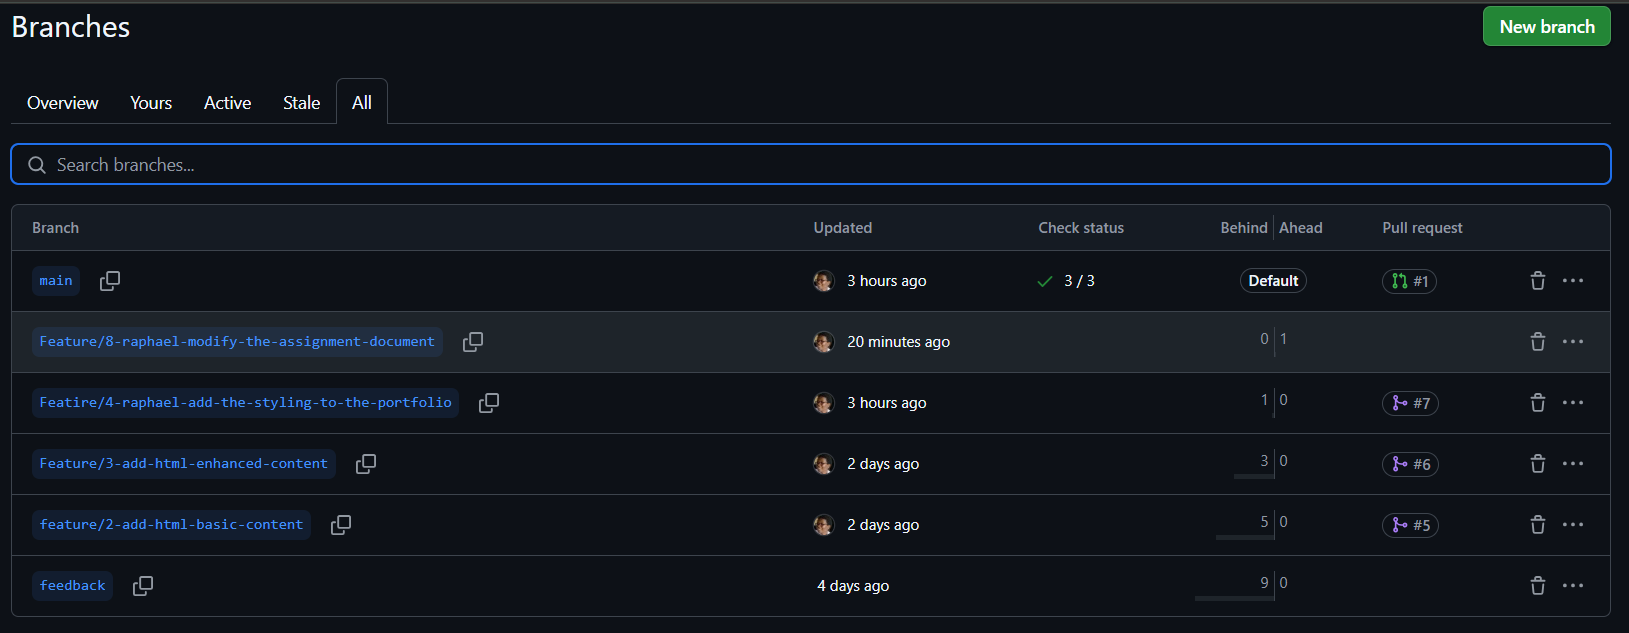 Branches
New branch
Overview Yours Active Stale All
Search branches...
Branch Updated Check status Behind Ahead Pull request
main 3 hours ago 3 / 3 Default #1
Feature/8-raphael-modify-the-assignment-document 20 minutes ago 0 1
Featire/4-raphael-add-the-styling-to-the-portfolio 3 hours ago 1 0 #7
Feature/3-add-html-enhanced-content 2 days ago 3 0 #6
feature/2-add-html-basic-content 2 days ago 5 0 #5
feedback 4 days ago 9 0